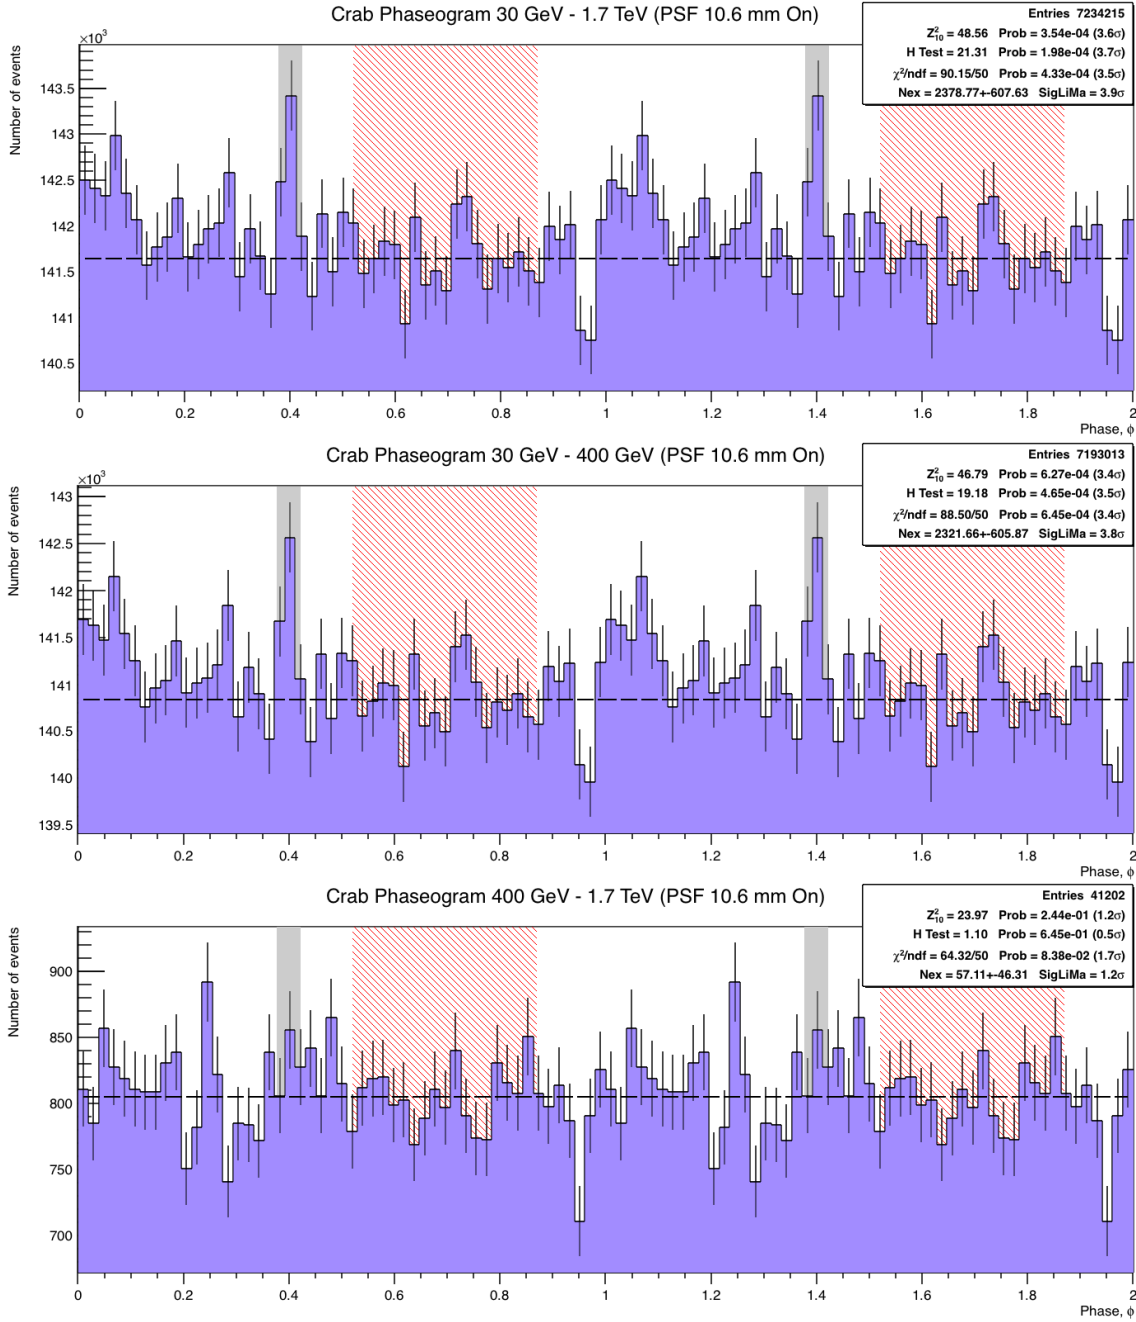 Crab Phaseogram 30 GeV - 1.7 TeV (PSF 10.6 mm On)
Entries 7234215
Z²₁₀ = 48.56 Prob = 3.54e-04 (3.6σ)
H Test = 21.31 Prob = 1.98e-04 (3.7σ)
χ²/ndf = 90.15/50 Prob = 4.33e-04 (3.5σ)
Nex = 2378.77+-607.63 SigLiMa = 3.9σ
×10³
Number of events
143.5
143
142.5
142
141.5
141
140.5
0 0.2 0.4 0.6 0.8 1 1.2 1.4 1.6 1.8 2
Phase, ϕ
Crab Phaseogram 30 GeV - 400 GeV (PSF 10.6 mm On)
Entries 7193013
Z²₁₀ = 46.79 Prob = 6.27e-04 (3.4σ)
H Test = 19.18 Prob = 4.65e-04 (3.5σ)
χ²/ndf = 88.50/50 Prob = 6.45e-04 (3.4σ)
Nex = 2321.66+-605.87 SigLiMa = 3.8σ
×10³
Number of events
143
142.5
142
141.5
141
140.5
140
139.5
0 0.2 0.4 0.6 0.8 1 1.2 1.4 1.6 1.8 2
Phase, ϕ
Crab Phaseogram 400 GeV - 1.7 TeV (PSF 10.6 mm On)
Entries 41202
Z²₁₀ = 23.97 Prob = 2.44e-01 (1.2σ)
H Test = 1.10 Prob = 6.45e-01 (0.5σ)
χ²/ndf = 64.32/50 Prob = 8.38e-02 (1.7σ)
Nex = 57.11+-46.31 SigLiMa = 1.2σ
Number of events
900
850
800
750
700
0 0.2 0.4 0.6 0.8 1 1.2 1.4 1.6 1.8 2
Phase, ϕ